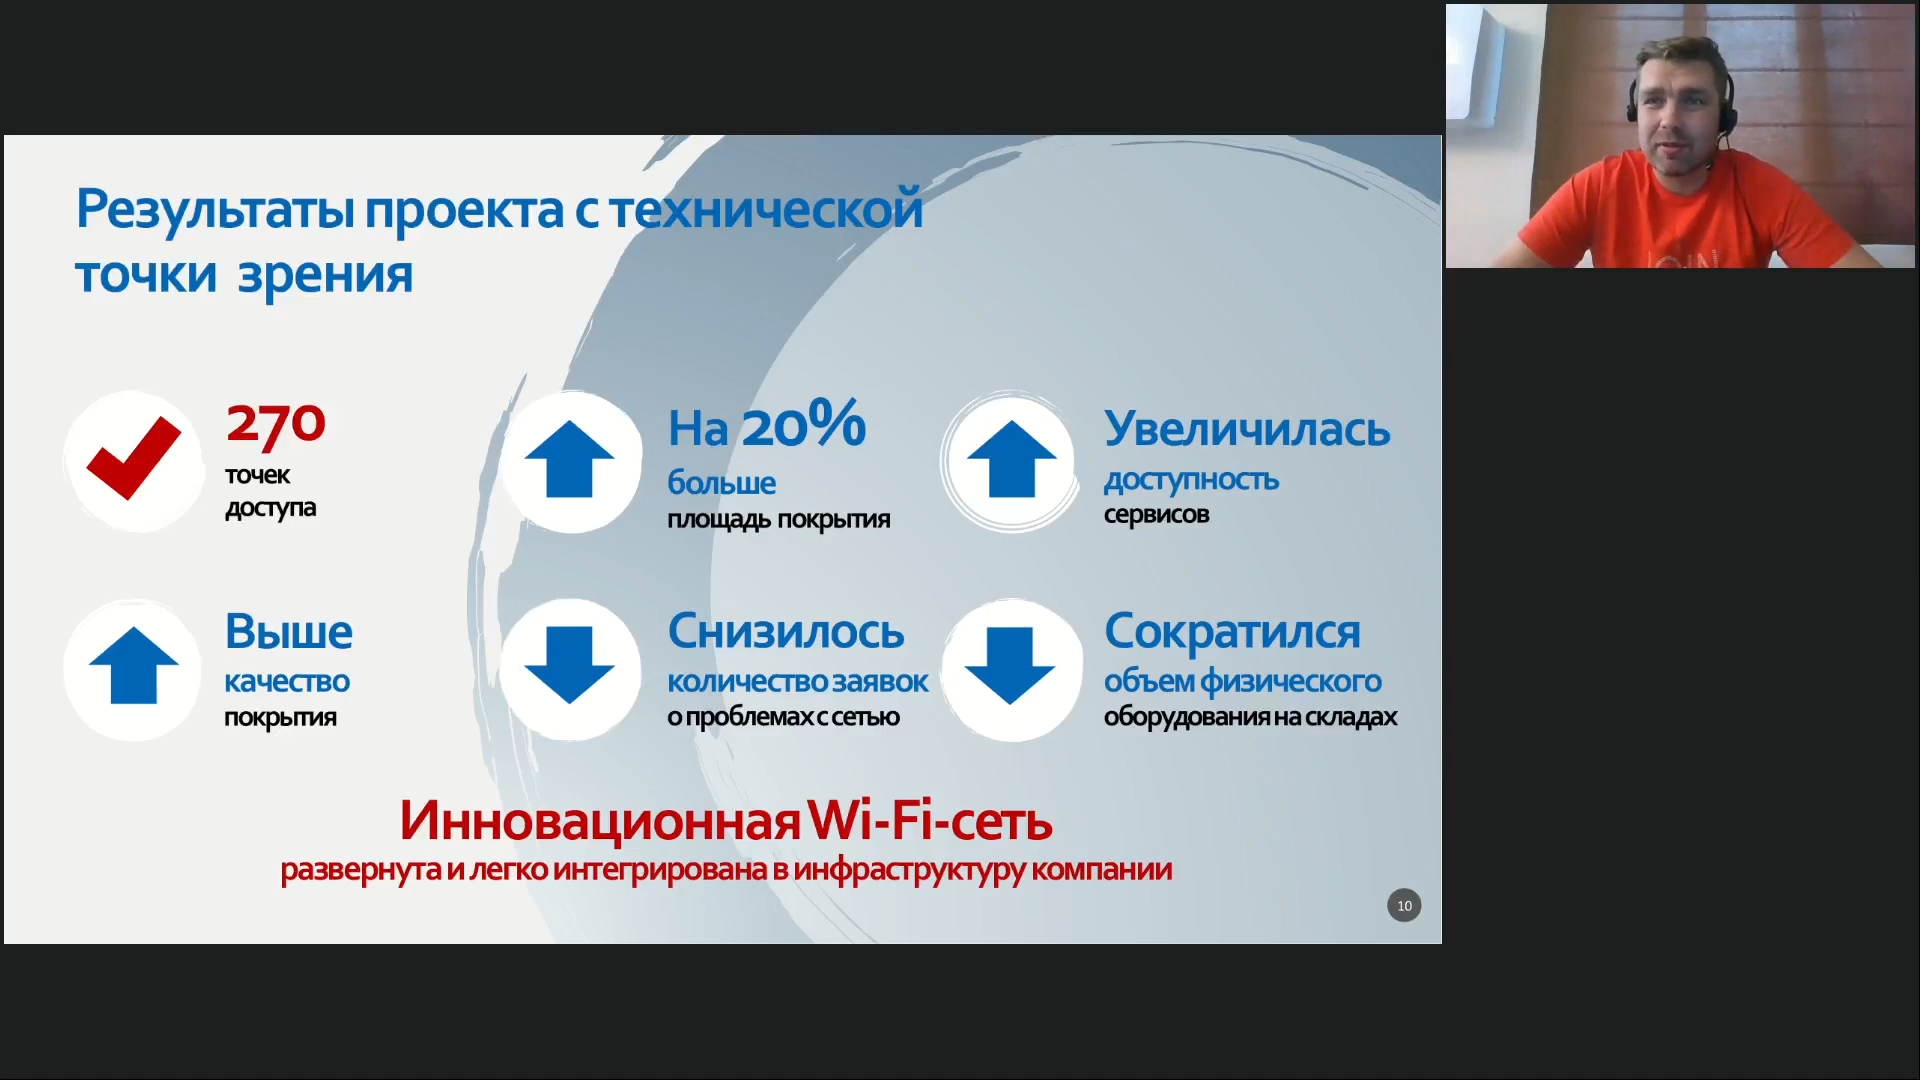 Результаты проекта с технической
точки зрения
270
точек
доступа
На 20%
больше
площадь покрытия
Увеличилась
доступность
сервисов
Выше
качество
покрытия
Снизилось
количество заявок
о проблемах с сетью
Сократился
объем физического
оборудования на складах
Инновационная Wi-Fi-сеть
развернута и легко интегрирована в инфраструктуру компании
10